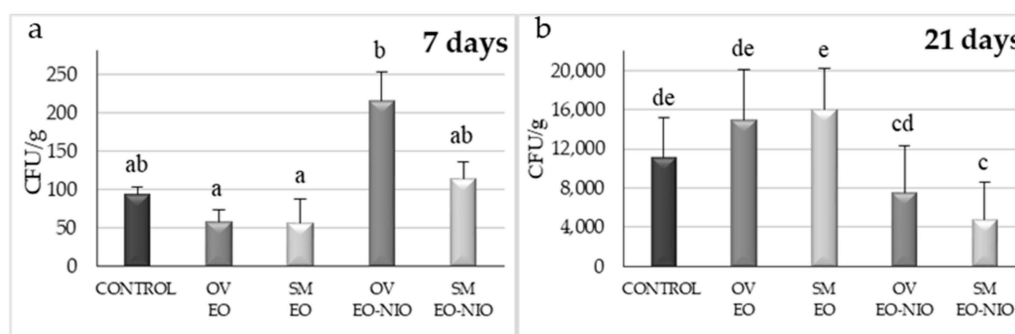 a
7 days
CFU/g
250
200
150
100
50
0
ab
a
a
b
ab
CONTROL
OV
EO
SM
EO
OV
EO-NIO
SM
EO-NIO
b
21 days
CFU/g
20,000
16,000
12,000
8,000
4,000
0
de
de
e
cd
c
CONTROL
OV
EO
SM
EO
OV
EO-NIO
SM
EO-NIO